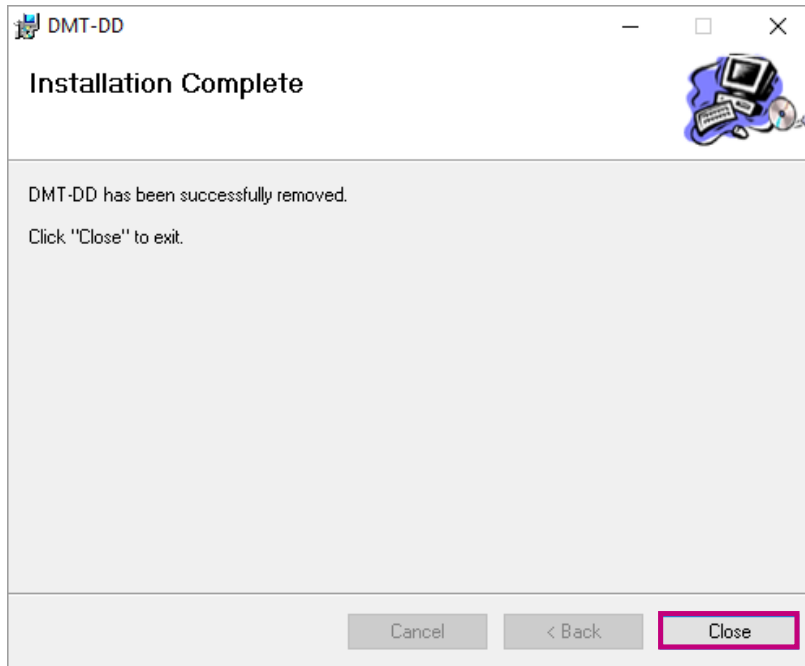 DMT-DD
Installation Complete
DMT-DD has been successfully removed.
Click "Close" to exit.
Cancel
< Back
Close